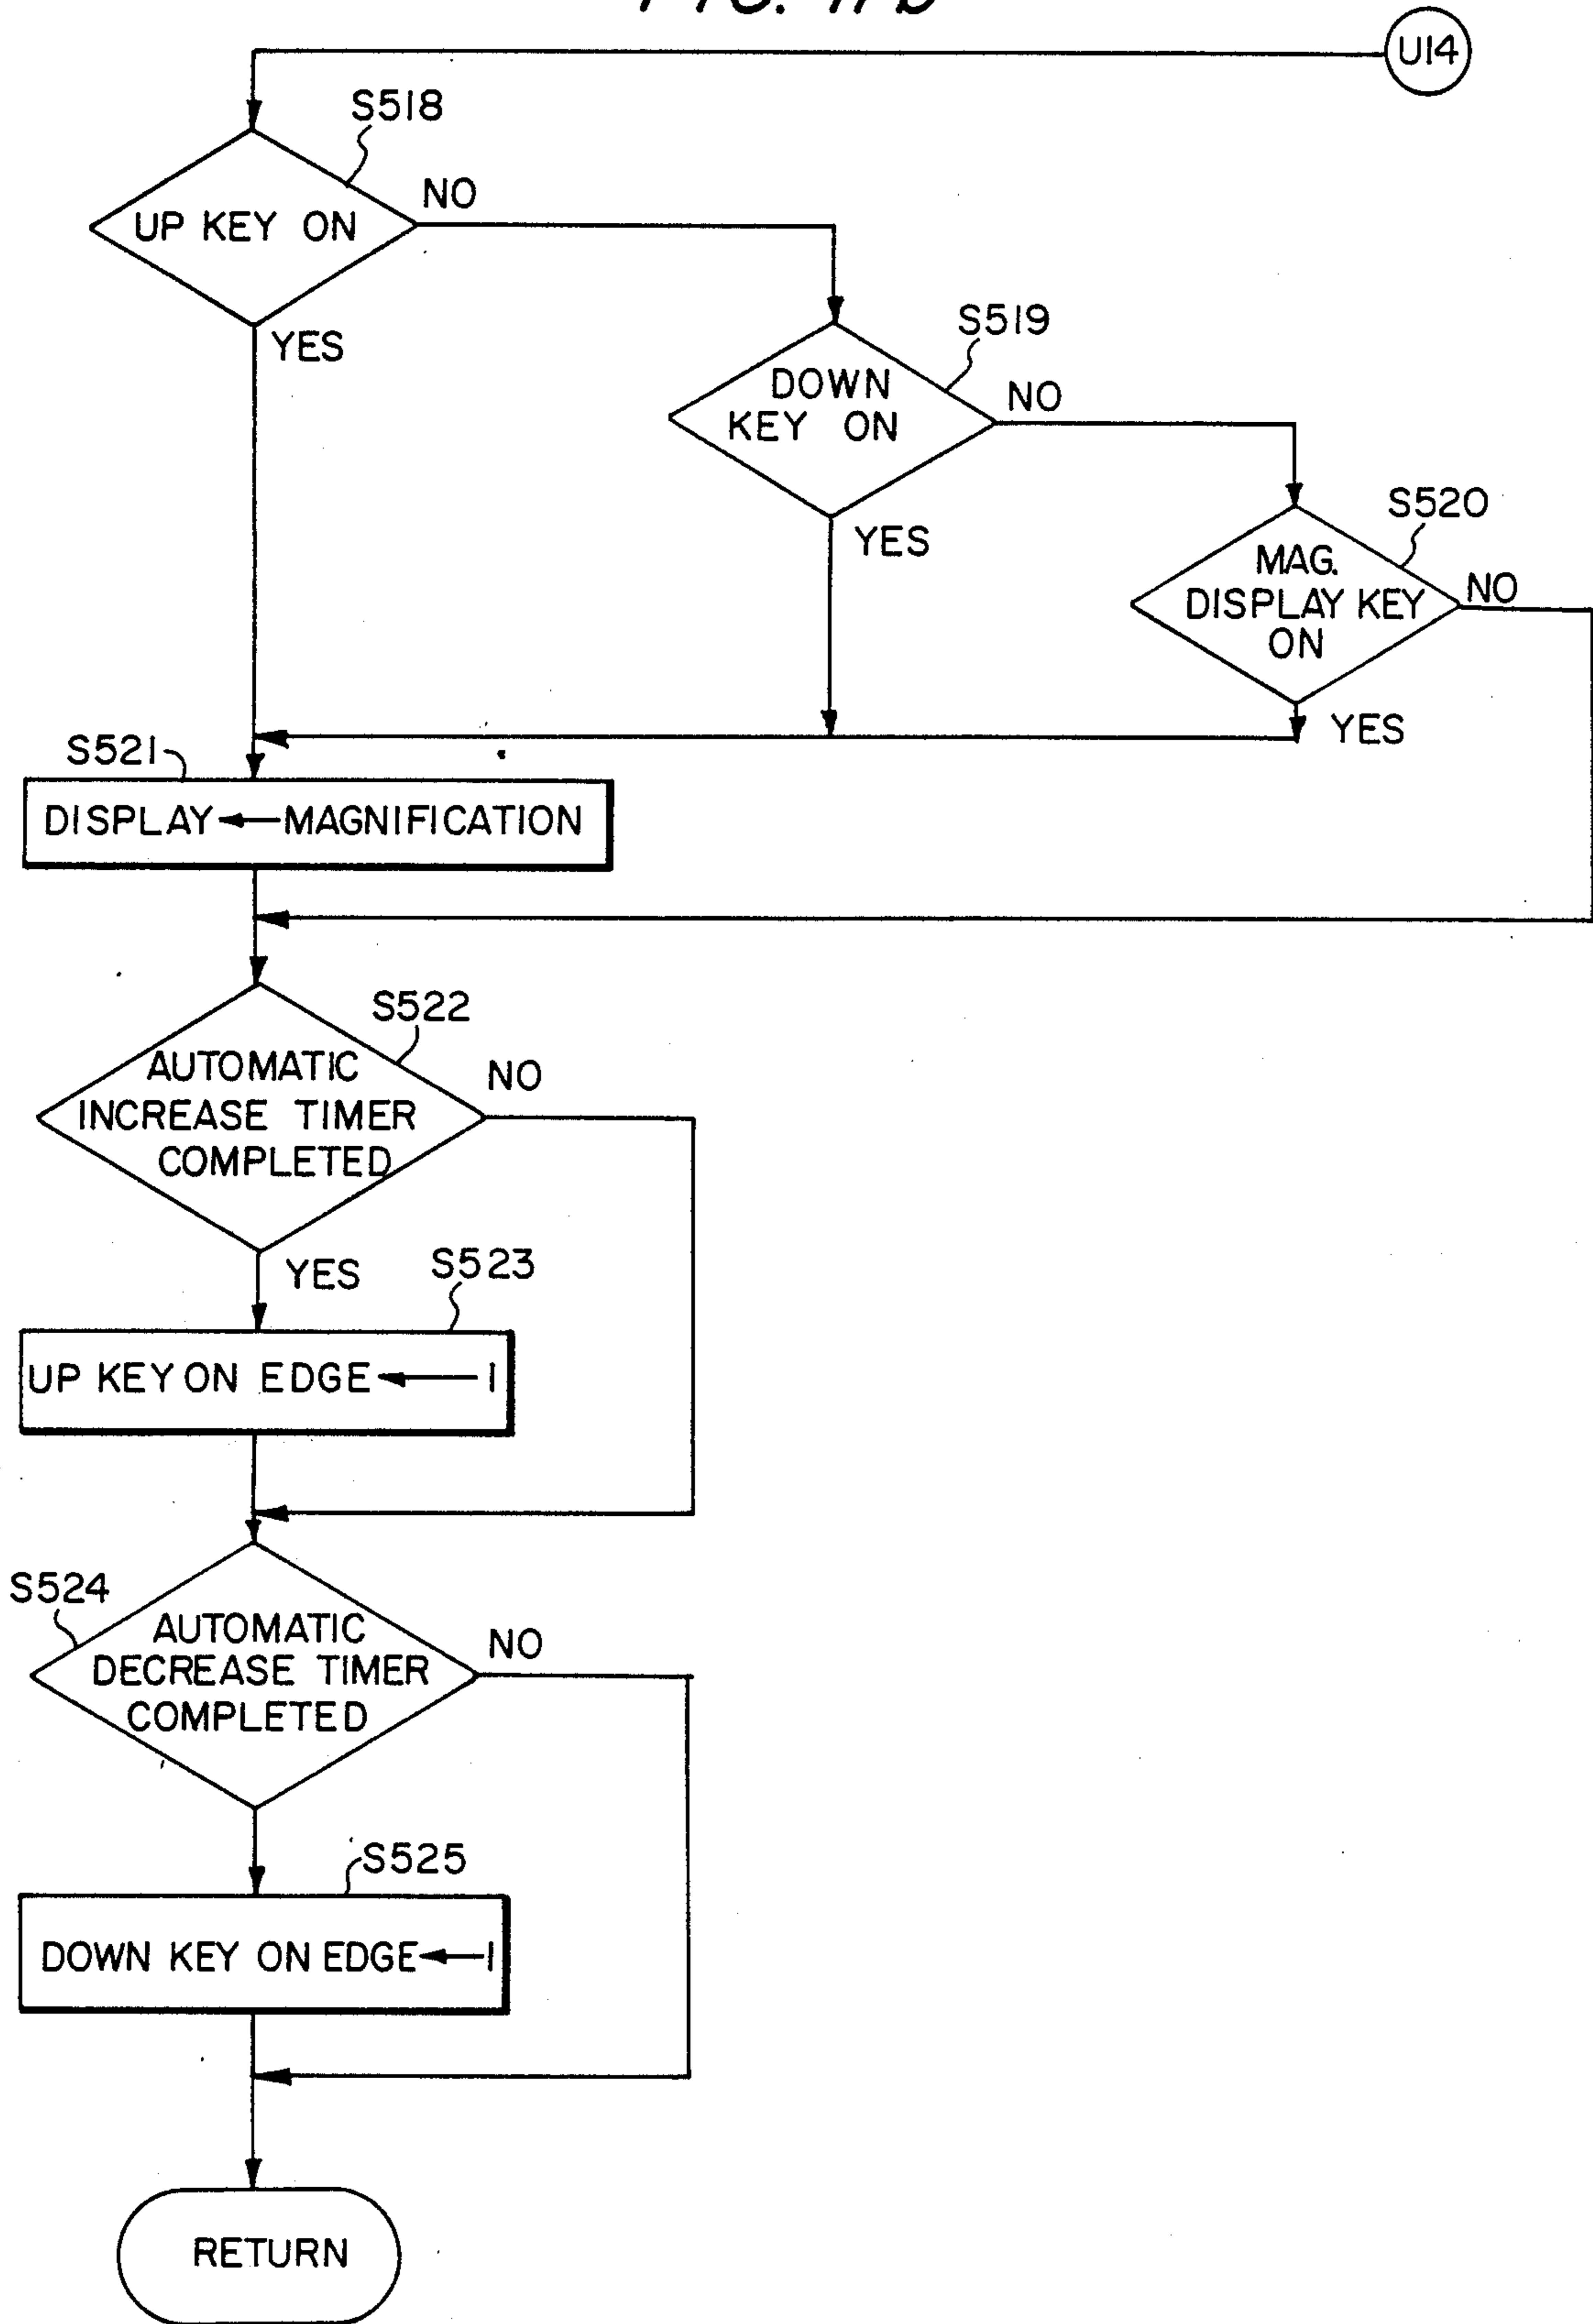 U14
S518
UP KEY ON
NO
YES
S519
DOWN
KEY ON
NO
YES
S520
MAG.
DISPLAY KEY
ON
NO
YES
S521
DISPLAY ← MAGNIFICATION
S522
AUTOMATIC
INCREASE TIMER
COMPLETED
NO
YES
S523
UP KEY ON EDGE ← 1
S524
AUTOMATIC
DECREASE TIMER
COMPLETED
NO
S525
DOWN KEY ON EDGE ← 1
RETURN